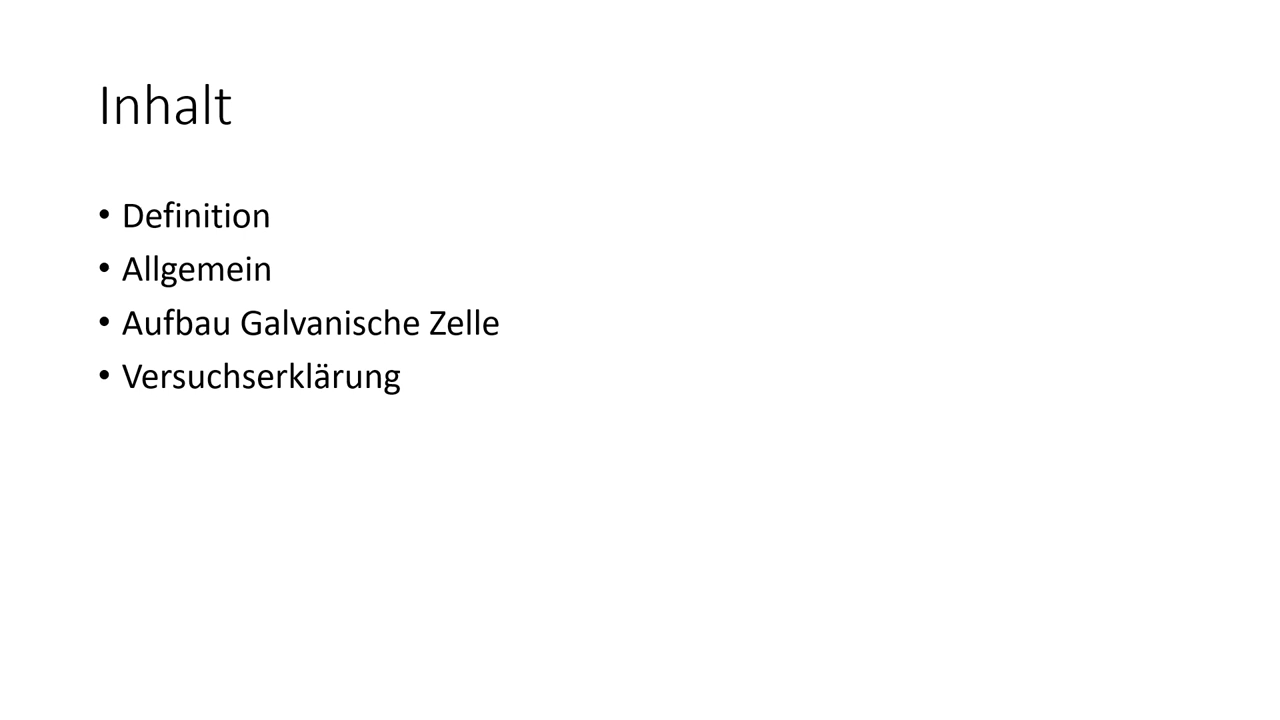 Inhalt
• Definition
• Allgemein
• Aufbau Galvanische Zelle
• Versuchserklärung